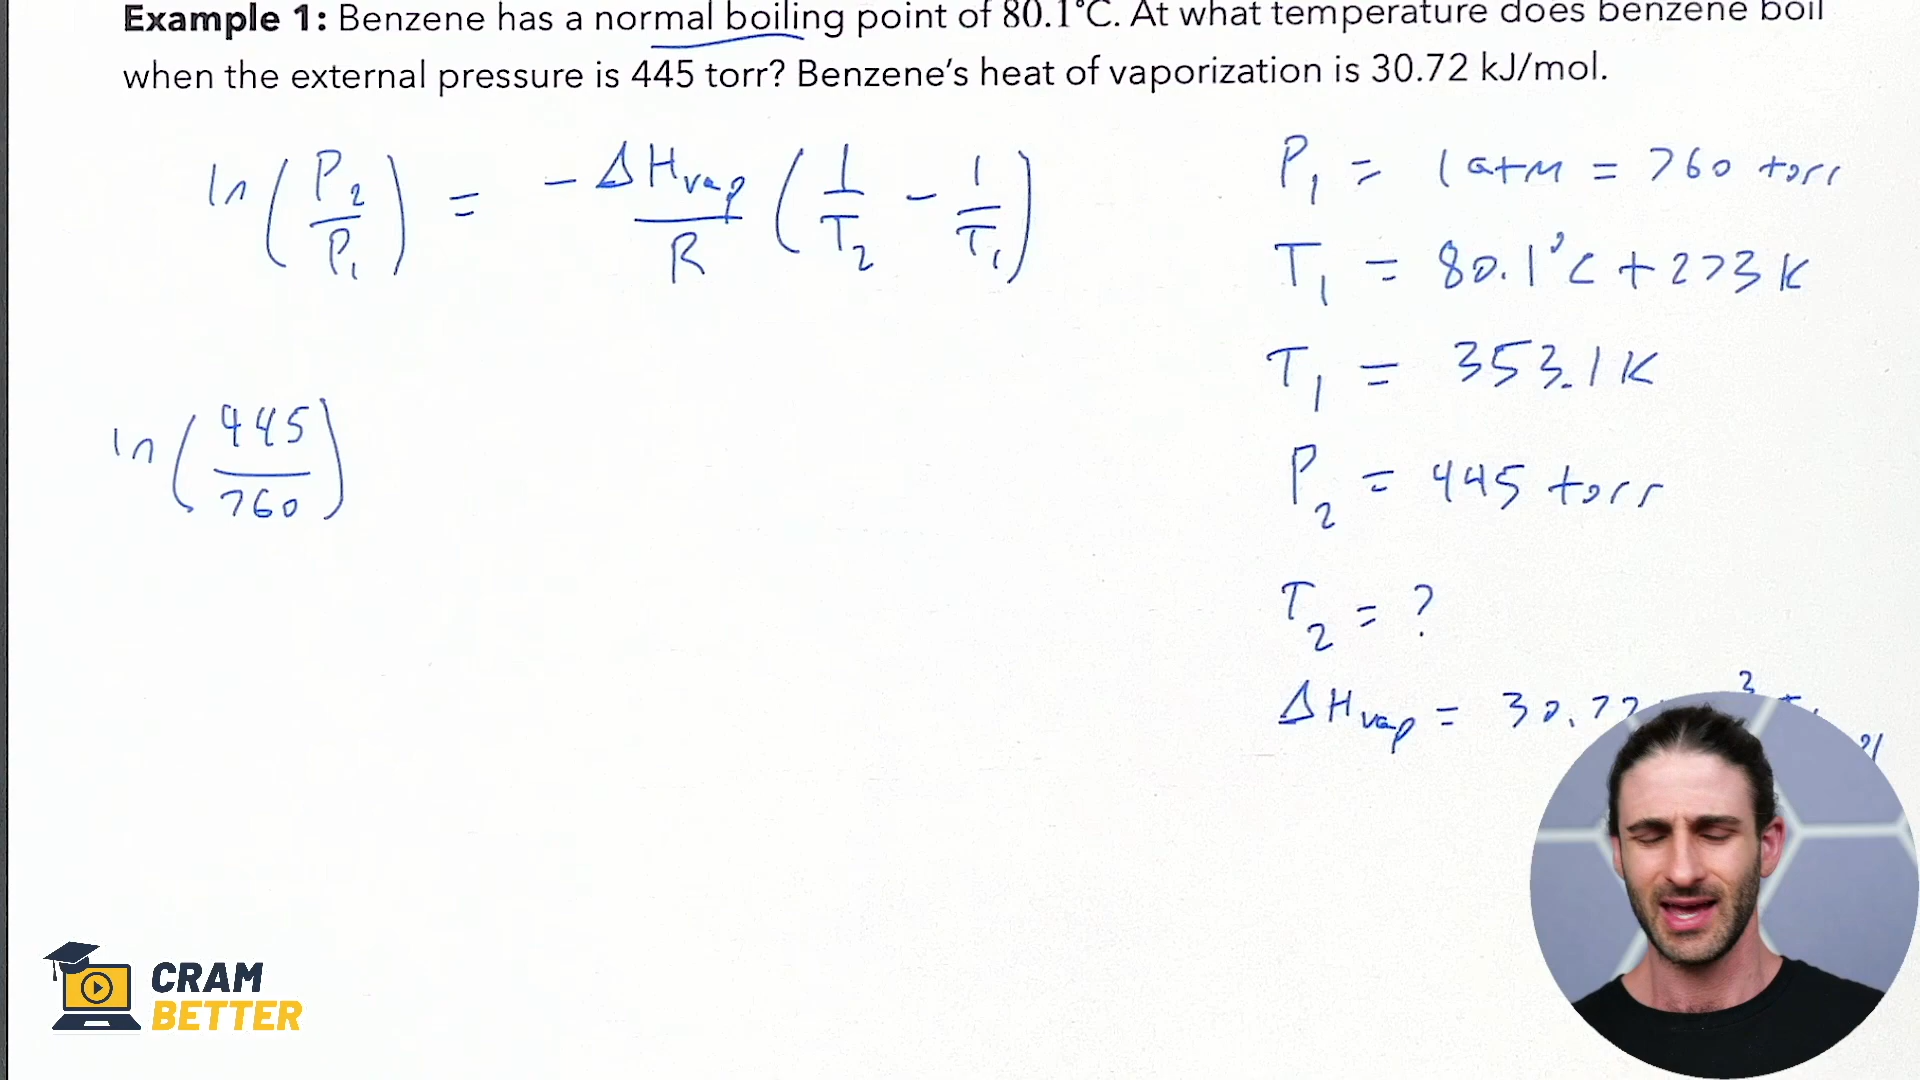 Example 1: Benzene has a normal boiling point of 80.1°C. At what temperature does benzene boil
when the external pressure is 445 torr? Benzene's heat of vaporization is 30.72 kJ/mol.
ln(P₂/P₁) = -ΔHvap/R (1/T₂ - 1/T₁)
P₁ = 1 atm = 760 torr
T₁ = 80.1°C + 273 K
T₁ = 353.1 K
ln(445/760)
P₂ = 445 torr
T₂ = ?
ΔHvap = 30.72
CRAM
BETTER